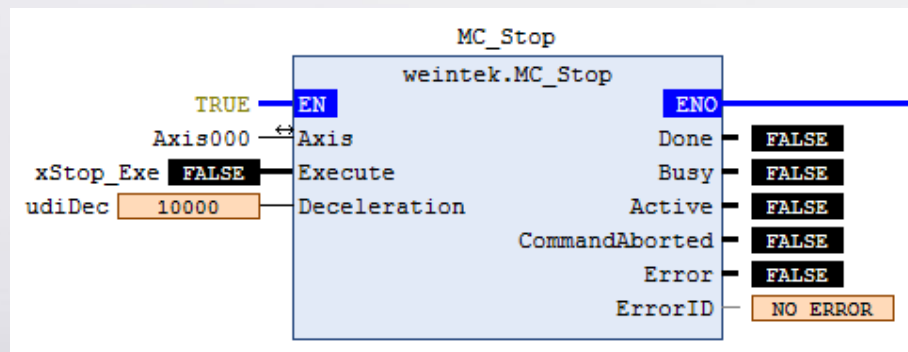 MC_Stop
weintek.MC_Stop
TRUE EN ENO
Axis000 Axis Done FALSE
xStop_Exe FALSE Execute Busy FALSE
udiDec 10000 Deceleration Active FALSE
CommandAborted FALSE
Error FALSE
ErrorID NO ERROR